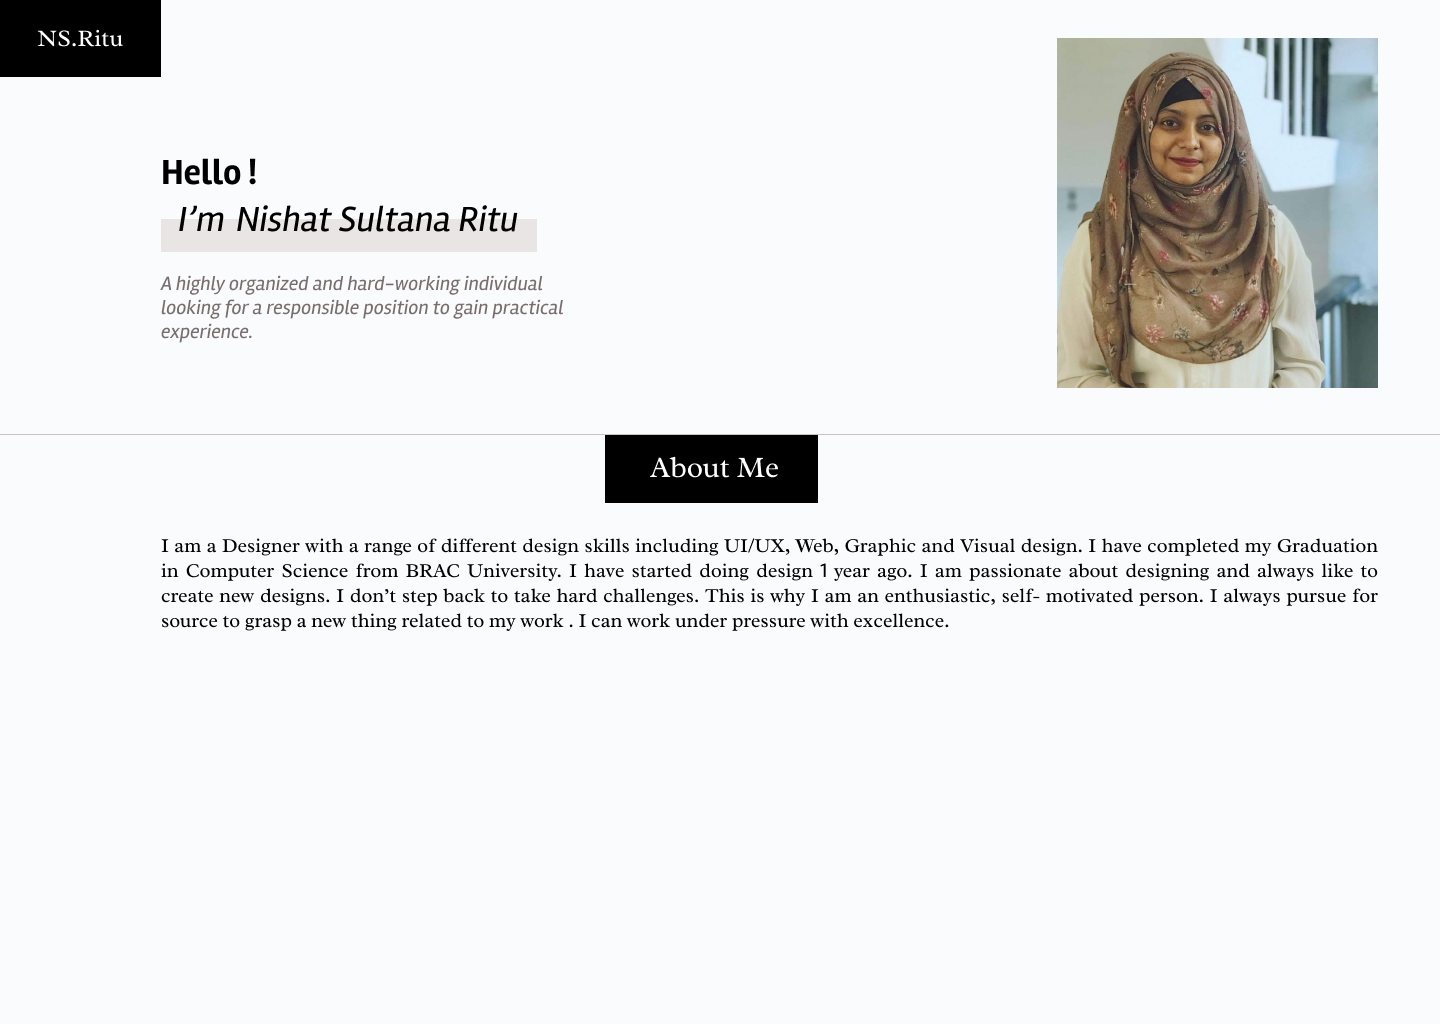 NS.Ritu
Hello !
I’m Nishat Sultana Ritu
A highly organized and hard-working individual
looking for a responsible position to gain practical
experience.
About Me
I am a Designer with a range of different design skills including UI/UX, Web, Graphic and Visual design. I have completed my Graduation
in Computer Science from BRAC University. I have started doing design 1 year ago. I am passionate about designing and always like to
create new designs. I don’t step back to take hard challenges. This is why I am an enthusiastic, self- motivated person. I always pursue for
source to grasp a new thing related to my work . I can work under pressure with excellence.